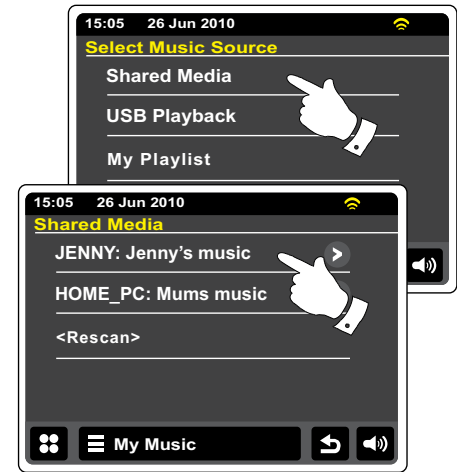 15:05 26 Jun 2010
Select Music Source
Shared Media
USB Playback
My Playlist
15:05 26 Jun 2010
Shared Media
JENNY: Jenny's music
HOME_PC: Mums music
<Rescan>
My Music